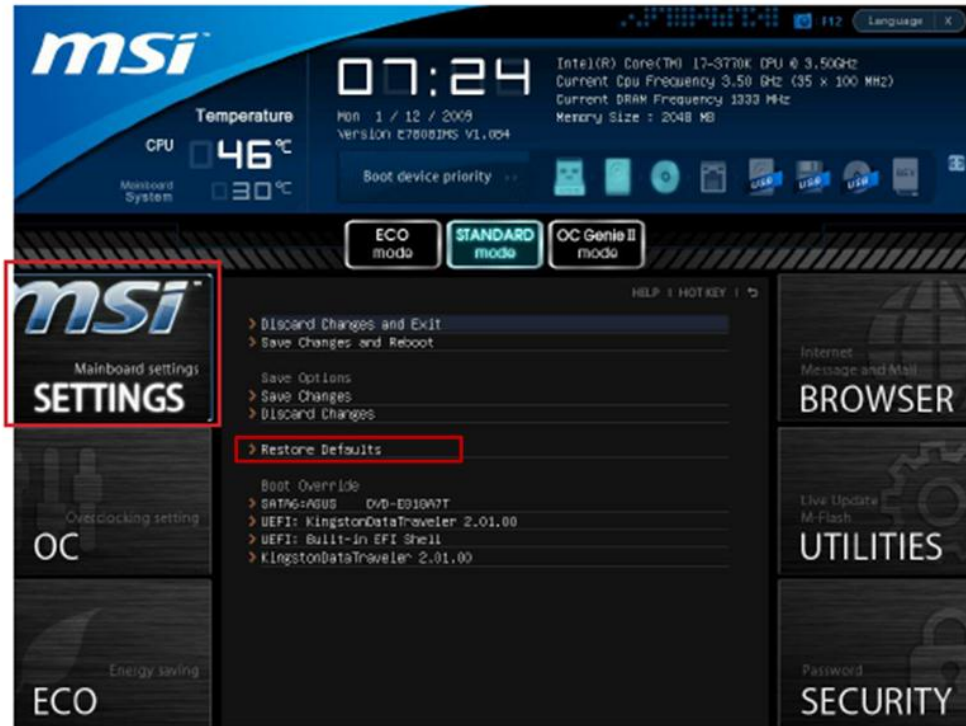 msi
F12 Language X
07:24
Intel(R) Core(TM) i7-3770K CPU @ 3.50GHz
Current Cpu Frequency 3.50 GHz (35 x 100 MHz)
Current DRAM Frequency 1333 MHz
Memory Size : 2048 MB
Mon 1 / 12 / 2009
Version E7808IMS V1.0B4
Temperature
CPU 46°C
Mainboard
System 30°C
Boot device priority
USB USB USB
ECO mode
STANDARD mode
OC Genie II mode
HELP | HOT KEY |
msi
Mainboard settings
SETTINGS
Overclocking setting
OC
Energy saving
ECO
Discard Changes and Exit
Save Changes and Reboot
Save Options
Save Changes
Discard Changes
Restore Defaults
Boot Override
SATA6:ASUS DVD-E818A7T
UEFI: KingstonDataTraveler 2.01.00
UEFI: Built-in EFI Shell
KingstonDataTraveler 2.01.00
Internet
Message and Mail
BROWSER
Live Update
M-Flash
UTILITIES
Password
SECURITY